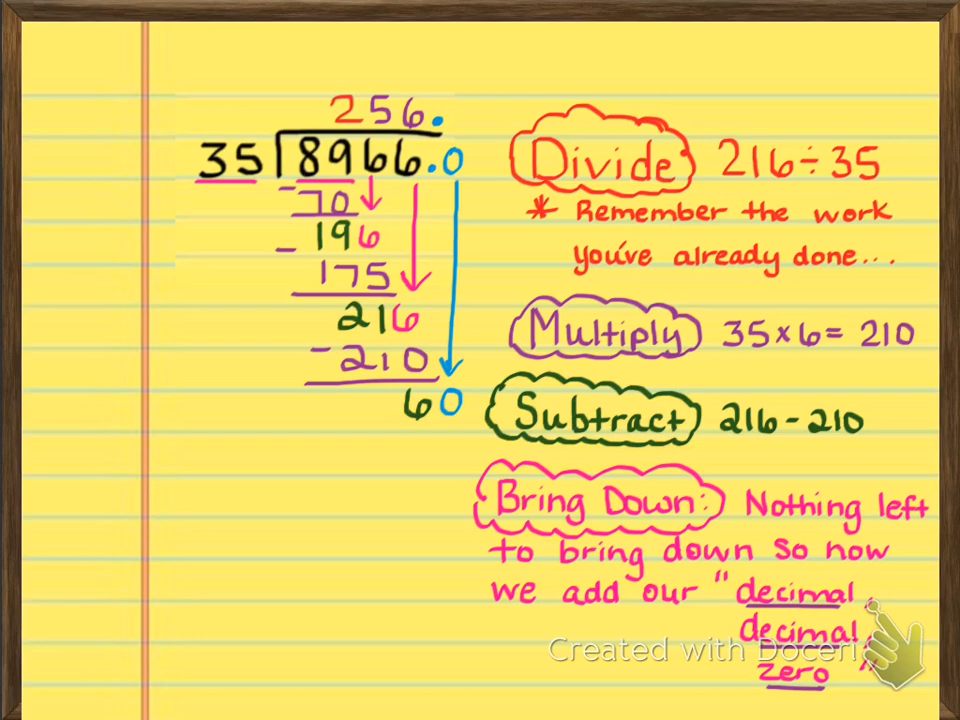 256.
35 8966.0
- 70
196
- 175
216
- 210
60
Divide 216 ÷ 35
* Remember the work
you've already done...
Multiply 35 x 6 = 210
Subtract 216 - 210
Bring Down: Nothing left
to bring down so now
we add our "decimal,
decimal,
zero"
Created with Doceri